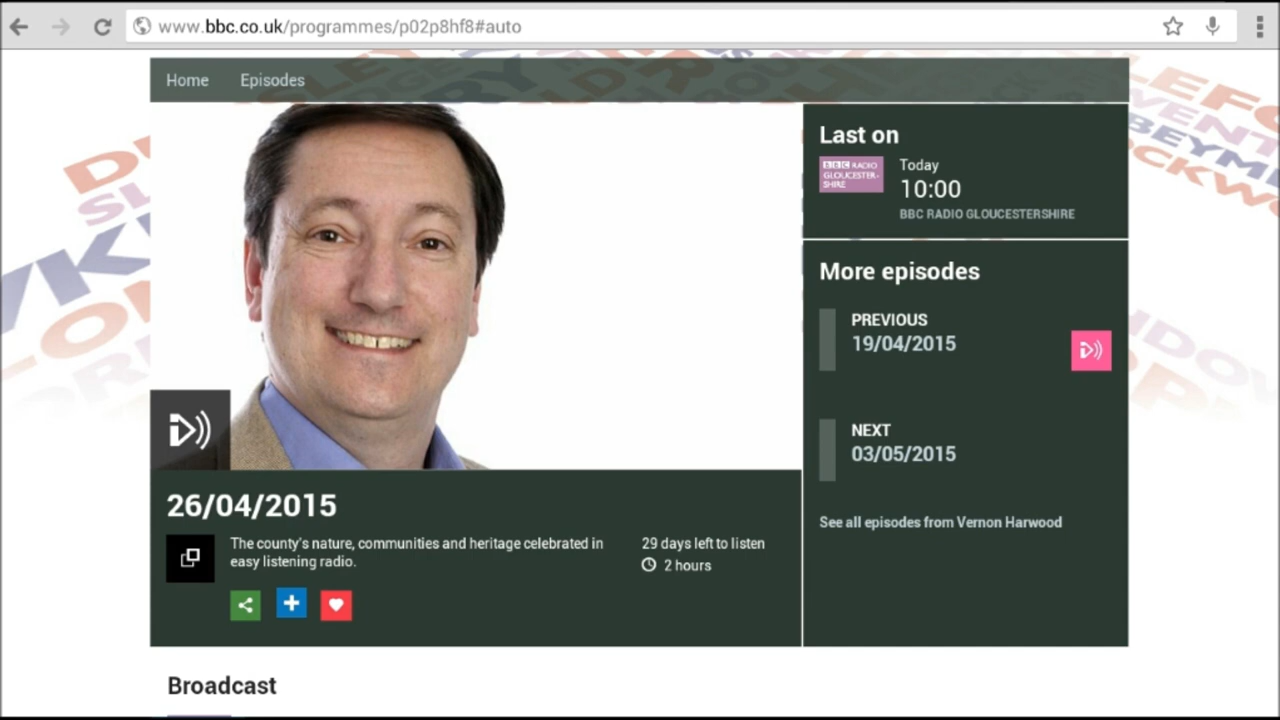 www.bbc.co.uk/programmes/p02p8hf8#auto
Home
Episodes
Last on
BBC RADIO
GLOUCESTER-
SHIRE
Today
10:00
BBC RADIO GLOUCESTERSHIRE
More episodes
PREVIOUS
19/04/2015
NEXT
03/05/2015
See all episodes from Vernon Harwood
26/04/2015
The county's nature, communities and heritage celebrated in
easy listening radio.
29 days left to listen
2 hours
Broadcast